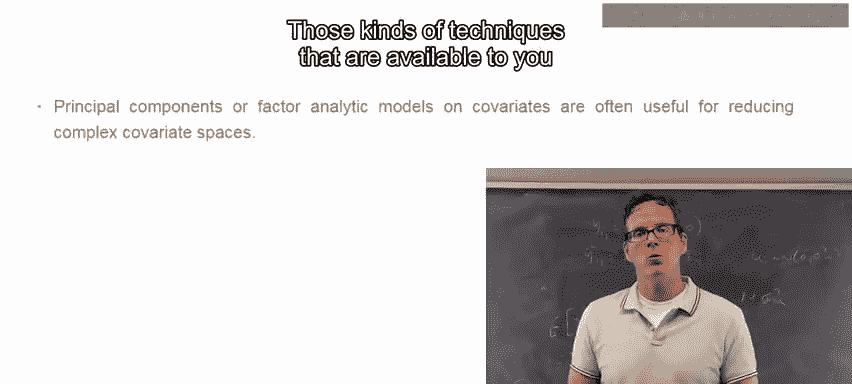 Those kinds of techniques
that are available to you
• Principal components or factor analytic models on covariates are often useful for reducing
complex covariate spaces.